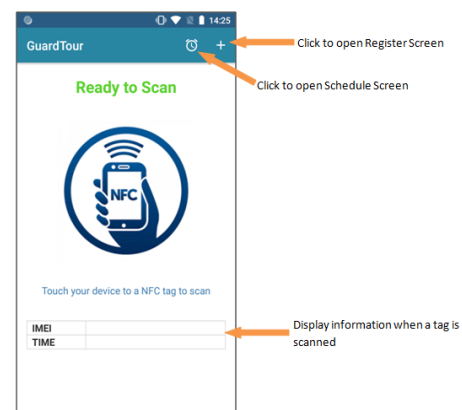 14:25
GuardTour
+
Click to open Register Screen
Click to open Schedule Screen
Ready to Scan
NFC
Touch your device to a NFC tag to scan
IMEI
TIME
Display information when a tag is
scanned